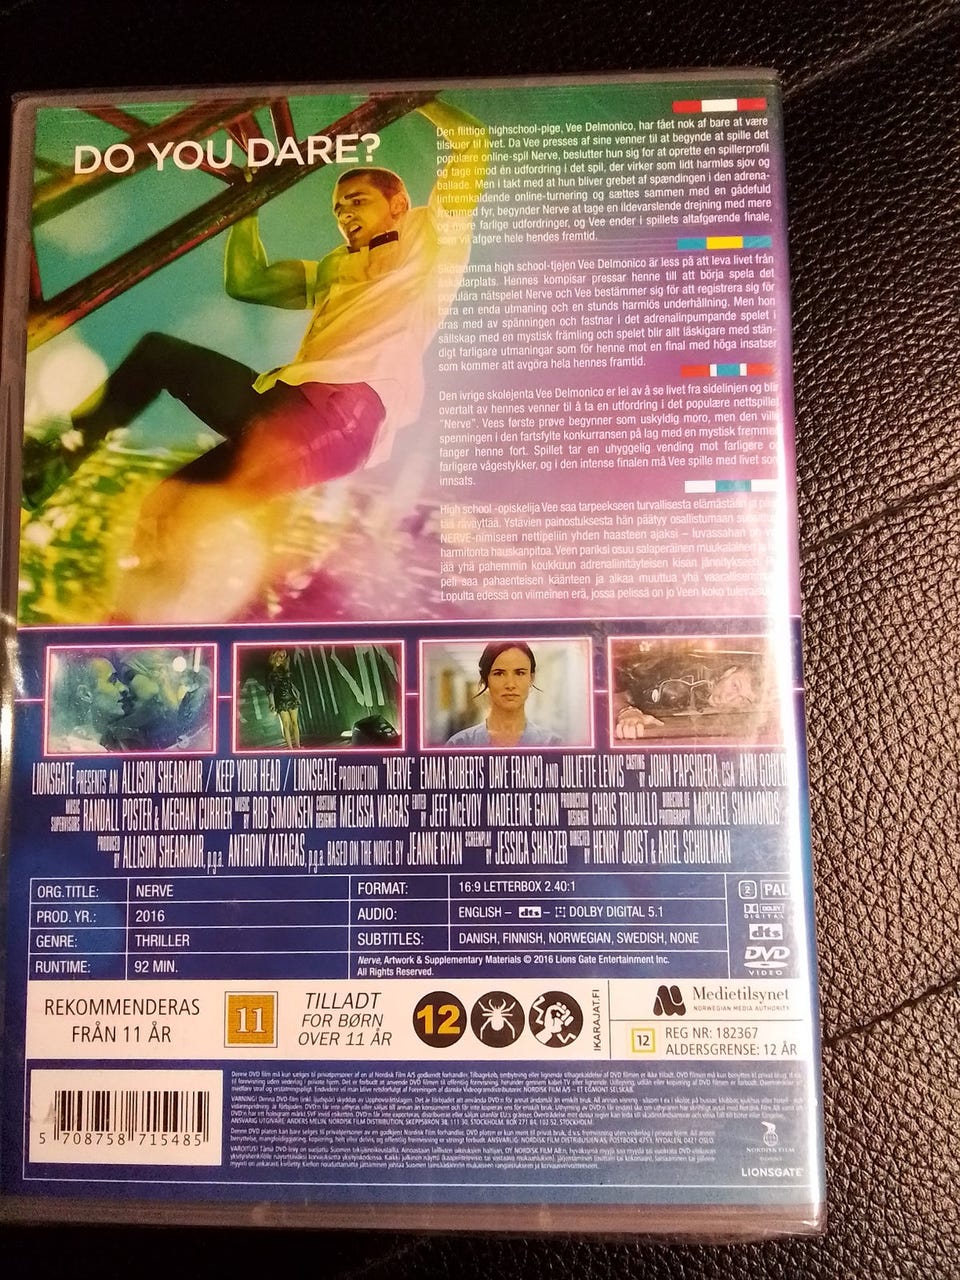 DO YOU DARE?
Den flittige highschool-pige, Vee Delmonico, har fået nok af bare at være
tilskuer til livet. Da Vee presses af sine venner til at begynde at spille det
populære online-spil Nerve, beslutter hun sig for at oprette en spillerprofil
og tage imod én udfordring i det spil, der virker som lidt harmløs sjov og
ballade. Men i takt med at hun bliver grebet af spændingen i den adrena-
linfremkaldende online-turnering og sættes sammen med en gådefuld
fremmed fyr, begynder Nerve at tage en ildevarslende drejning med mere
og mere farlige udfordringer, og Vee ender i spillets altafgørende finale,
som vil afgøre hele hendes fremtid.
Skötsamma high school-tjejen Vee Delmonico är less på att leva livet från
åskådarplats. Hennes kompisar pressar henne till att börja spela det
populära nätspelet Nerve och Vee bestämmer sig för att registrera sig för
bara en enda utmaning och en stunds harmlös underhållning. Men hon
dras med av spänningen och fastnar i det adrenalinpumpande spelet i
sällskap med en mystisk främling och spelet blir allt läskigare med stän-
digt farligare utmaningar som för henne mot en final med höga insatser
som kommer att avgöra hela hennes framtid.
Den ivrige skolejenta Vee Delmonico er lei av å se livet fra sidelinjen og blir
overtalt av hennes venner til å ta en utfordring i det populære nettspillet
"Nerve". Vees første prøve begynner som uskyldig moro, men den ville
spenningen i den fartsfylte konkurransen på lag med en mystisk fremmed
fanger henne fort. Spillet tar en uhyggelig vending mot farligere og
farligere vågestykker, og i den intense finalen må Vee spille med livet som
innsats.
High school -opiskelija Vee saa tarpeekseen turvallisesta elämästään ja
räväyttää. Ystävien painostuksesta hän päätyy osallistumaan
NERVE-nimiseen nettipeliin yhden haasteen ajaksi – luvassahan on
harmitonta hauskanpitoa. Veen pariksi osuu salaperäinen muukalainen
jää yhä pahemmin koukkuun adrenaliinitäyteisen kisan jännitykseen.
peli saa pahaenteisen käänteen ja alkaa muuttua yhä
Lopulta edessä on viimeinen erä, jossa pelissä on jo Veen koko
LIONSGATE PRESENTS AN ALLISON SHEARMUR / KEEP YOUR HEAD / LIONSGATE PRODUCTION "NERVE" EMMA ROBERTS DAVE FRANCO AND JULIETTE LEWIS CASTING BY JOHN PAPSIDERA, CSA ANN
MUSIC SUPERVISORS RANDALL POSTER & MEGHAN CURRIER MUSIC BY ROB SIMONSEN COSTUME DESIGNER MELISSA VARGAS EDITED BY JEFF McEVOY MADELEINE GAVIN PRODUCTION DESIGNER CHRIS TRUJILLO DIRECTOR OF PHOTOGRAPHY MICHAEL SIMMONDS
PRODUCED BY ALLISON SHEARMUR, p.g.a. ANTHONY KATAGAS, p.g.a. BASED ON THE NOVEL BY JEANNE RYAN SCREENPLAY BY JESSICA SHARZER DIRECTED BY HENRY JOOST & ARIEL SCHULMAN
ORG.TITLE: NERVE FORMAT: 16:9 LETTERBOX 2.40:1
PROD. YR.: 2016 AUDIO: ENGLISH – dts – DOLBY DIGITAL 5.1
GENRE: THRILLER SUBTITLES: DANISH, FINNISH, NORWEGIAN, SWEDISH, NONE
RUNTIME: 92 MIN. Nerve, Artwork & Supplementary Materials © 2016 Lions Gate Entertainment Inc.
All Rights Reserved.
2 PAL
DOLBY
DIGITAL
dts
DVD
VIDEO
REKOMMENDERAS
FRÅN 11 ÅR
11
TILLADT
FOR BØRN
OVER 11 ÅR
12
IKARAJAT.FI
Medietilsynet
NORWEGIAN MEDIA AUTHORITY
12
REG NR: 182367
ALDERSGRENSE: 12 ÅR
5 708758 715485
NORDISK FILM
LIONSGATE